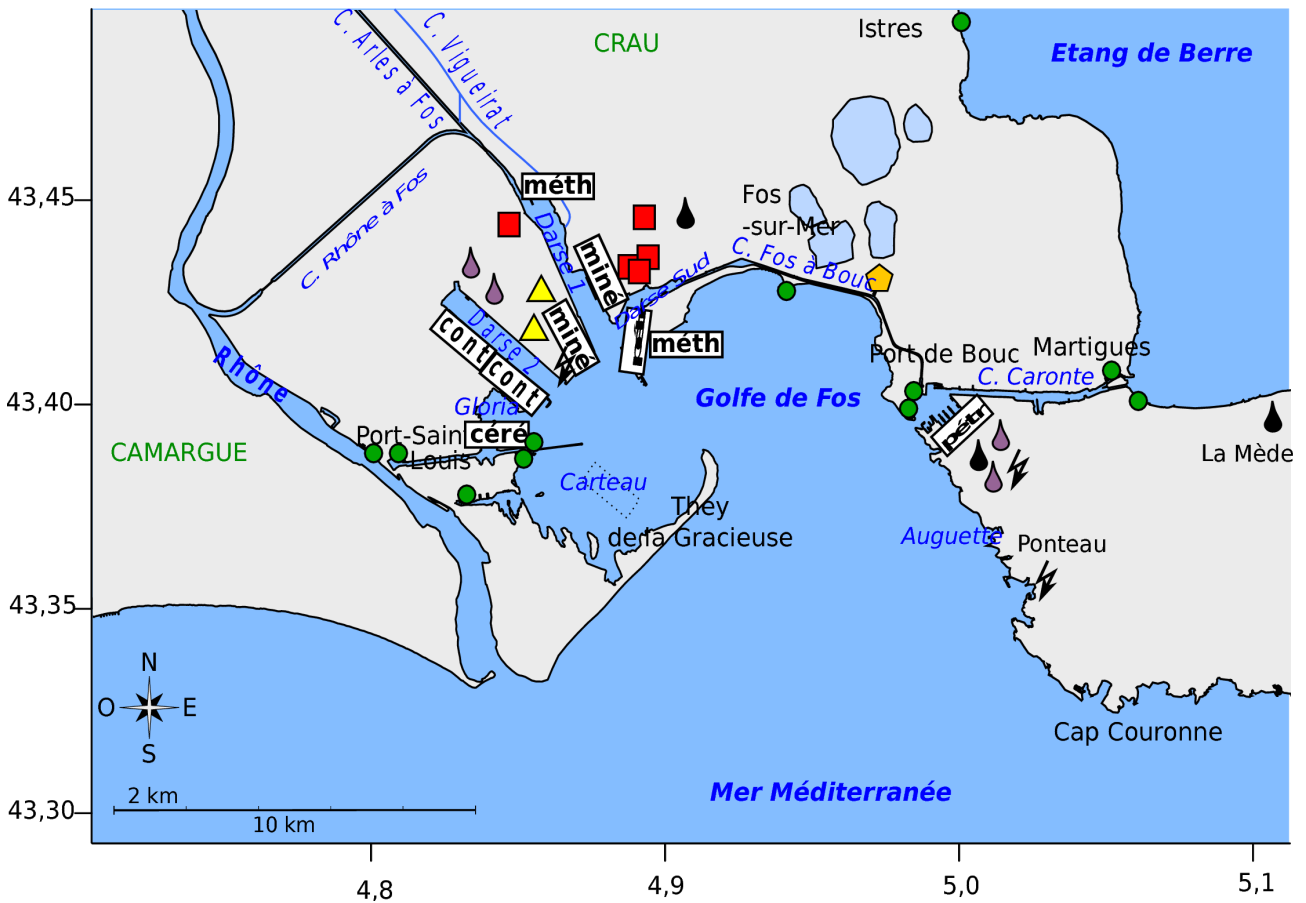 Istres
CRAU
Etang de Berre
C. Arles à Fos
C. Vigueirat
43,45
méth
Fos
-sur-Mer
C. Rhône à Fos
Darse 1
miné
Darse Sud
C. Fos à Bouc
Darse 2
miné
méth
cont
cont
Port de Bouc
Martigues
C. Caronte
Rhône
43,40
Golfe de Fos
Gloria
pétr
CAMARGUE
Port-Saint
Louis
céré
La Mède
Carteau
They
de la Gracieuse
Auguette
Ponteau
43,35
N
O
E
S
Cap Couronne
Mer Méditerranée
2 km
10 km
43,30
4,8
4,9
5,0
5,1